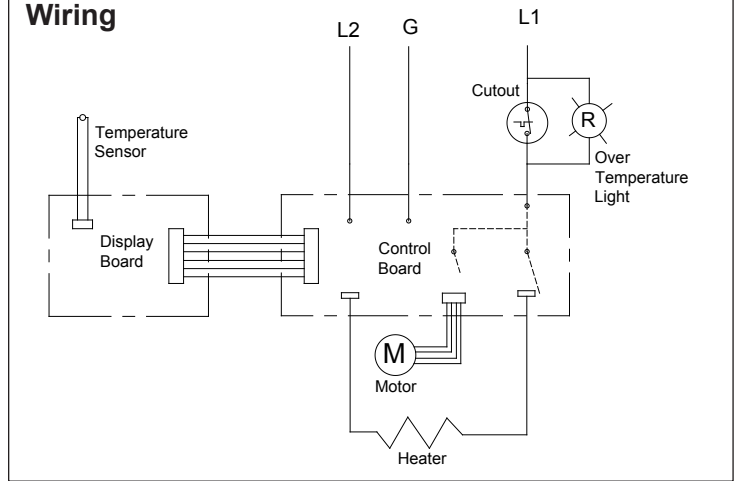 Wiring
L2
G
L1
Cutout
R
Over
Temperature
Light
Temperature
Sensor
Display
Board
Control
Board
M
Motor
Heater